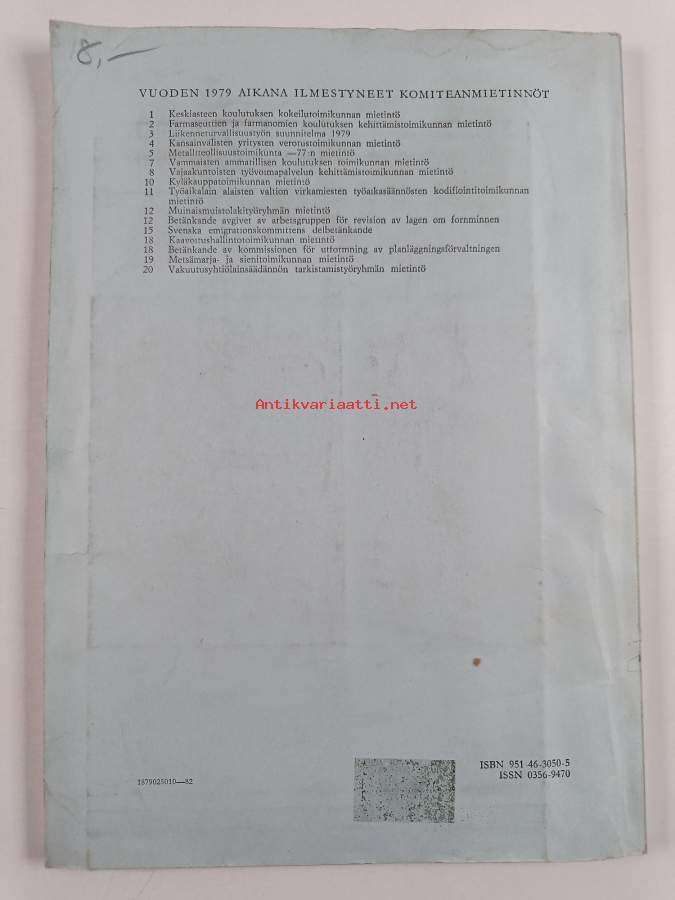 8,—
VUODEN 1979 AIKANA ILMESTYNEET KOMITEANMIETINNÖT
1 Keskiasteen koulutuksen kokeilutoimikunnan mietintö
2 Farmaseuttien ja farmanomien koulutuksen kehittämistoimikunnan mietintö
3 Liikenneturvallisuustyön suunnitelma 1979
4 Kansainvälisten yritysten verotustoimikunnan mietintö
5 Metalliteollisuustoimikunta —77:n mietintö
7 Vammaisten ammatillisen koulutuksen toimikunnan mietintö
8 Vajaakuntoisten työvoimapalvelun kehittämistoimikunnan mietintö
10 Kyläkauppatoimikunnan mietintö
11 Työaikalain alaisten valtion virkamiesten työaikasäännösten kodifiointitoimikunnan
mietintö
12 Muinaismuistolakityöryhmän mietintö
12 Betänkande avgivet av arbetsgruppen för revision av lagen om fornminnen
15 Svenska emigrationskommittens delbetänkande
18 Kaavoitushallintotoimikunnan mietintö
18 Betänkande av kommissionen för utformning av planläggningsförvaltningen
19 Metsämarja- ja sienitoimikunnan mietintö
20 Vakuutusyhtiölainsäädännön tarkistamistyöryhmän mietintö
Antikvariaatti.net
ISBN 951-46-3050-5
ISSN 0356-9470
1879025010—82